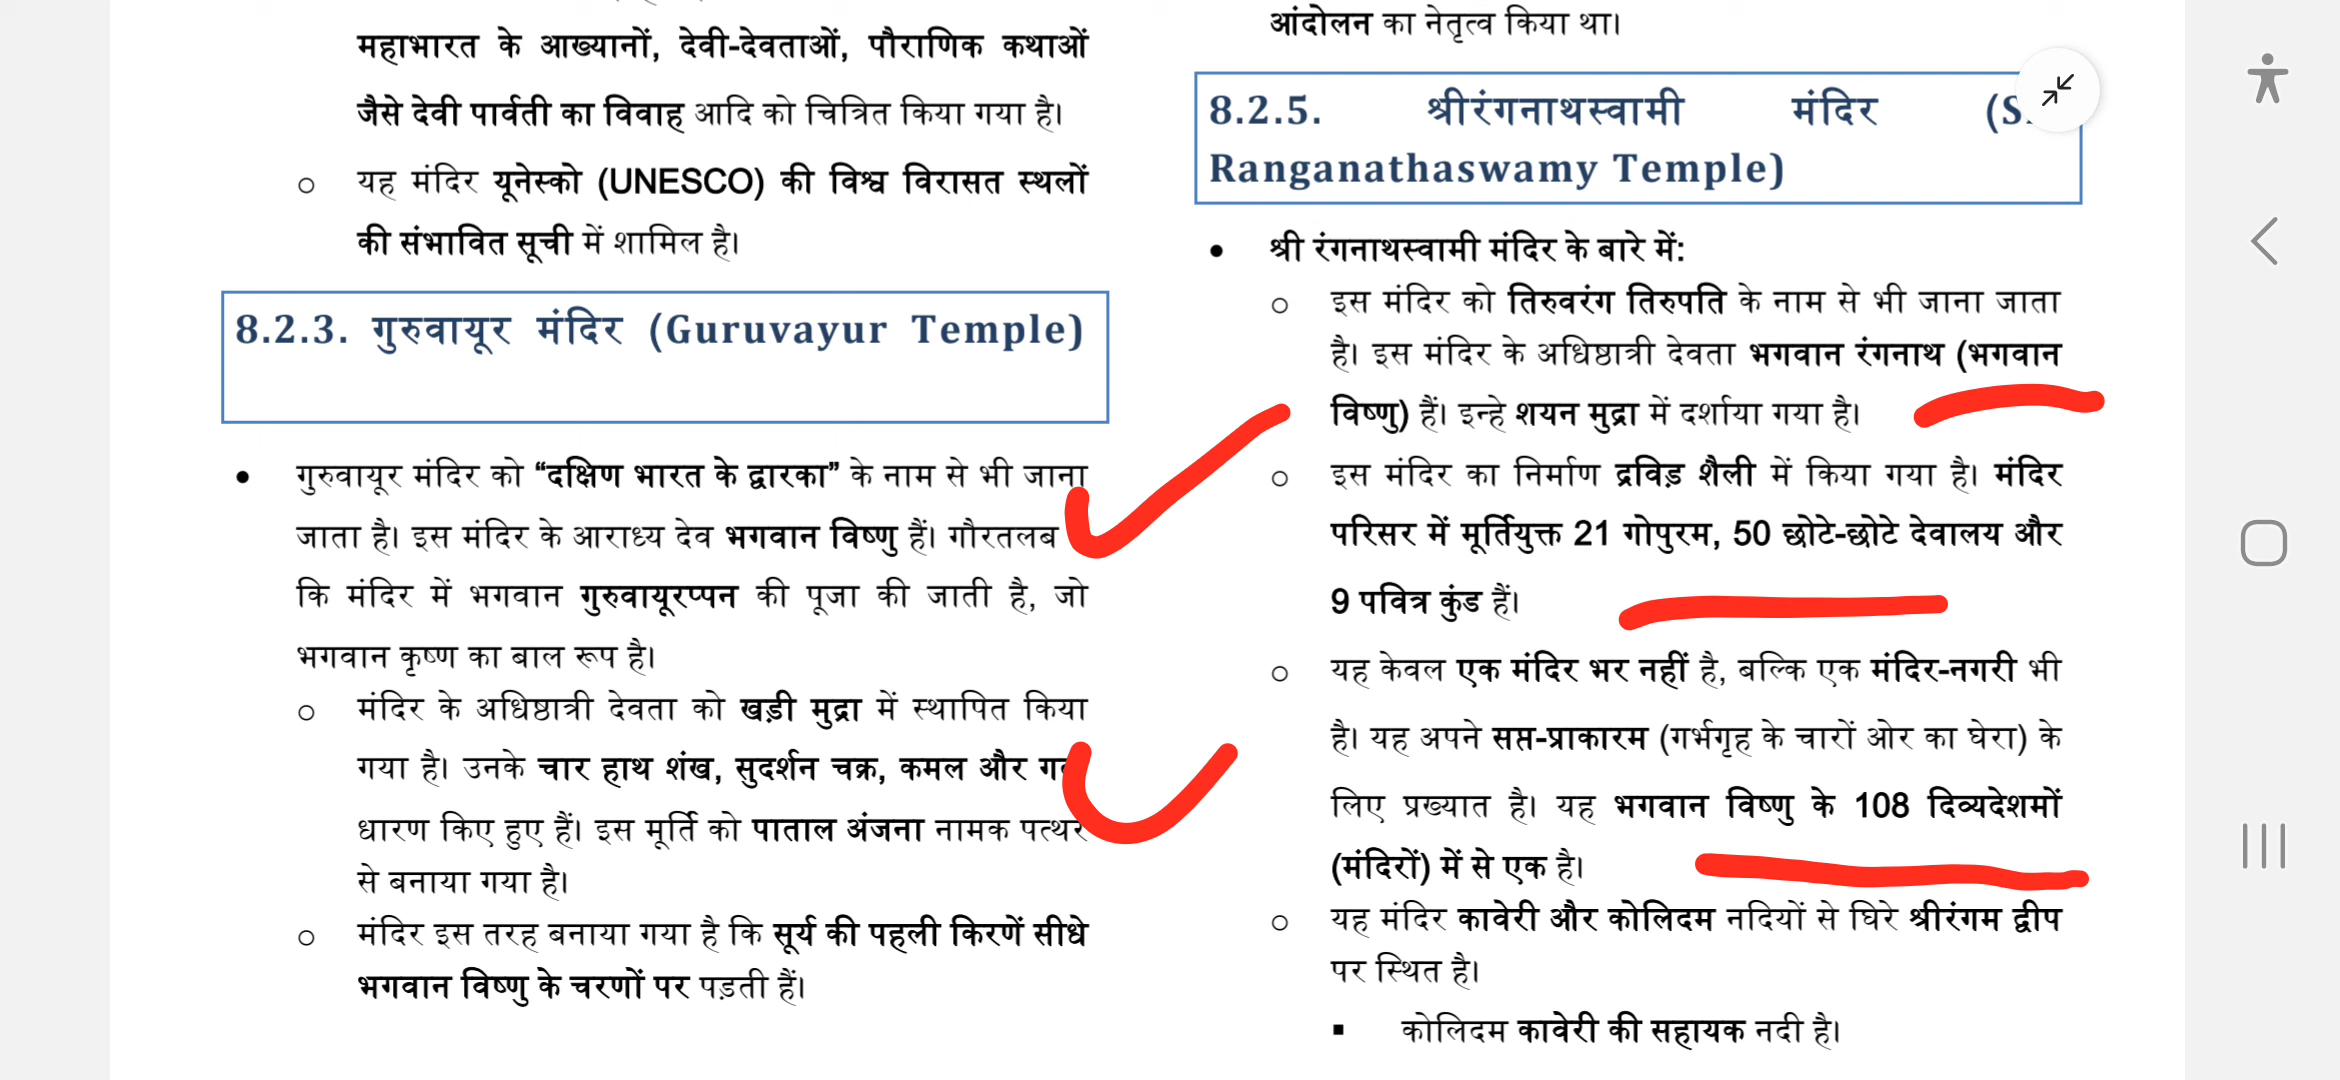 महाभारत के आख्यानों, देवी-देवताओं, पौराणिक कथाओं
जैसे देवी पार्वती का विवाह आदि को चित्रित किया गया है।
○ यह मंदिर यूनेस्को (UNESCO) की विश्व विरासत स्थलों
की संभावित सूची में शामिल है।
8.2.3. गुरुवायूर मंदिर (Guruvayur Temple)
• गुरुवायूर मंदिर को “दक्षिण भारत के द्वारका” के नाम से भी जाना
जाता है। इस मंदिर के आराध्य देव भगवान विष्णु हैं। गौरतलब
कि मंदिर में भगवान गुरुवायूरप्पन की पूजा की जाती है, जो
भगवान कृष्ण का बाल रूप है।
○ मंदिर के अधिष्ठात्री देवता को खड़ी मुद्रा में स्थापित किया
गया है। उनके चार हाथ शंख, सुदर्शन चक्र, कमल और
धारण किए हुए हैं। इस मूर्ति को पाताल अंजना नामक पत्थर
से बनाया गया है।
○ मंदिर इस तरह बनाया गया है कि सूर्य की पहली किरणें सीधे
भगवान विष्णु के चरणों पर पड़ती हैं।
आंदोलन का नेतृत्व किया था।
8.2.5. श्रीरंगनाथस्वामी मंदिर
Ranganathaswamy Temple)
• श्री रंगनाथस्वामी मंदिर के बारे में:
○ इस मंदिर को तिरुवरंग तिरुपति के नाम से भी जाना जाता
है। इस मंदिर के अधिष्ठात्री देवता भगवान रंगनाथ (भगवान
विष्णु) हैं। इन्हे शयन मुद्रा में दर्शाया गया है।
○ इस मंदिर का निर्माण द्रविड़ शैली में किया गया है। मंदिर
परिसर में मूर्तियुक्त 21 गोपुरम, 50 छोटे-छोटे देवालय और
9 पवित्र कुंड हैं।
○ यह केवल एक मंदिर भर नहीं है, बल्कि एक मंदिर-नगरी भी
है। यह अपने सप्त-प्राकारम (गर्भगृह के चारों ओर का घेरा) के
लिए प्रख्यात है। यह भगवान विष्णु के 108 दिव्यदेशमों
(मंदिरों) में से एक है।
○ यह मंदिर कावेरी और कोलिदम नदियों से घिरे श्रीरंगम द्वीप
पर स्थित है।
▪ कोलिदम कावेरी की सहायक नदी है।